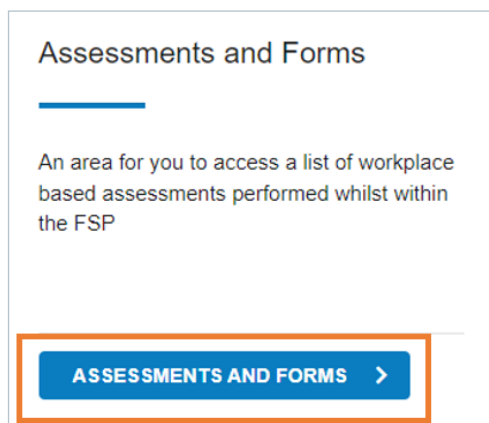 Assessments and Forms
An area for you to access a list of workplace
based assessments performed whilst within
the FSP
ASSESSMENTS AND FORMS